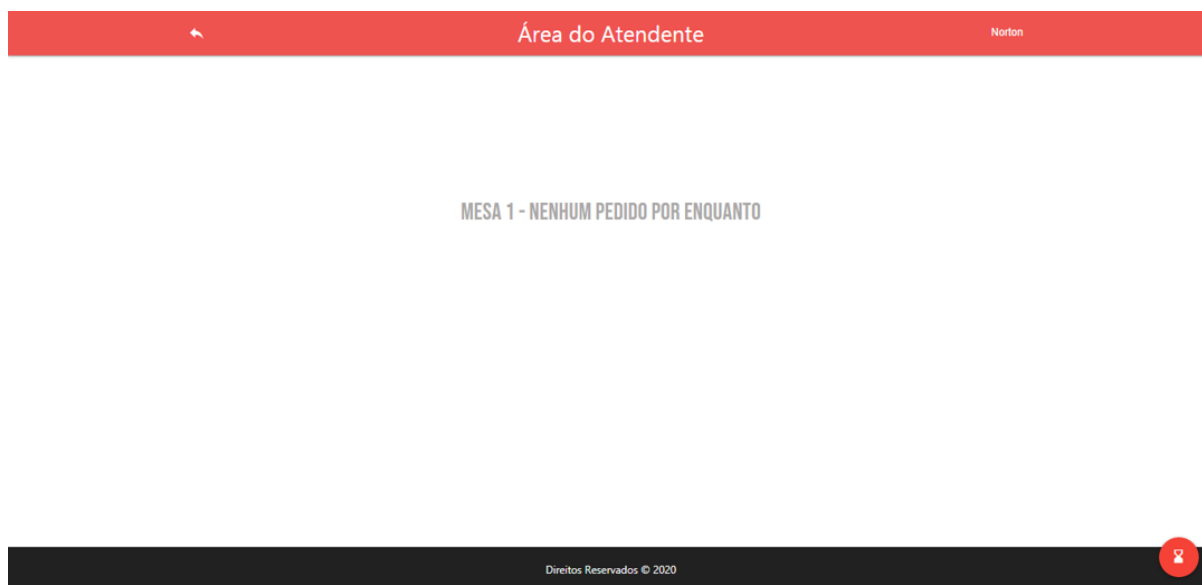 Área do Atendente
Norton
MESA 1 - NENHUM PEDIDO POR ENQUANTO
Direitos Reservados © 2020